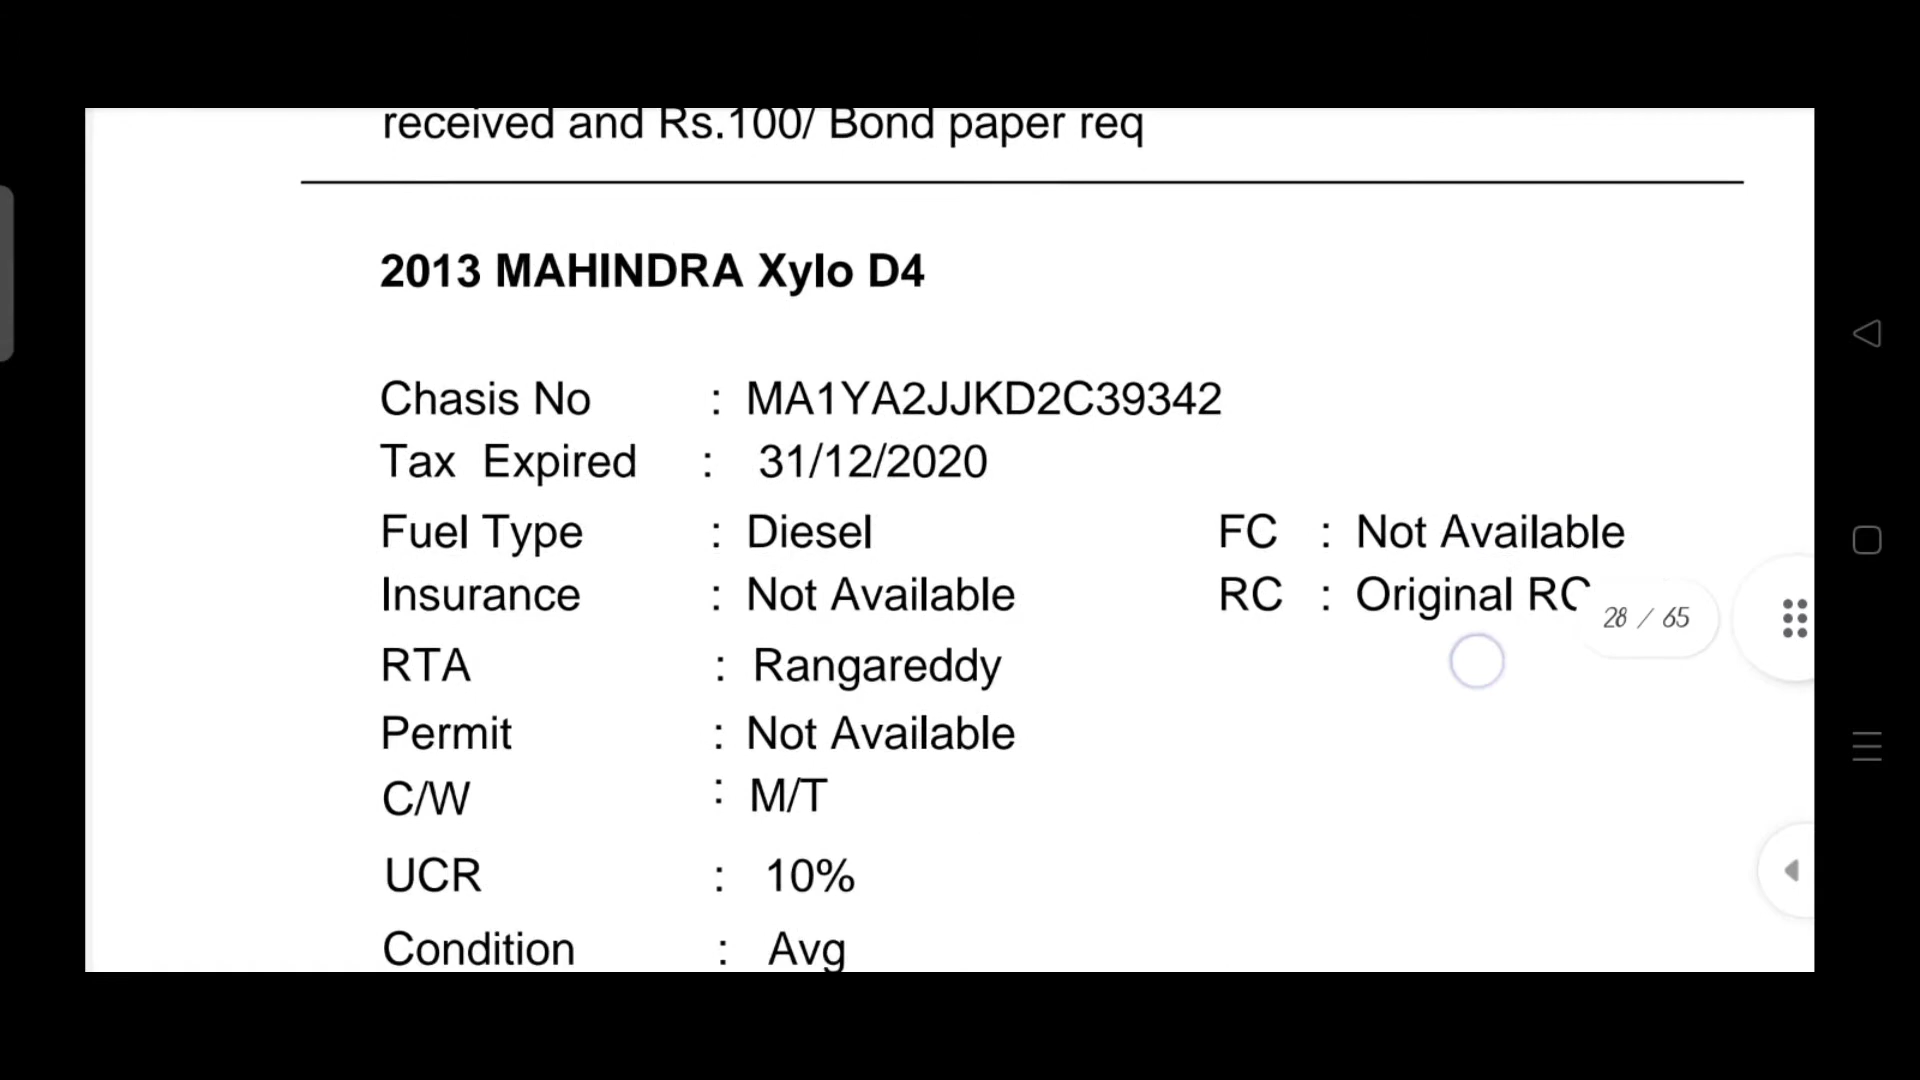 received and Rs.100/ Bond paper req
2013 MAHINDRA Xylo D4
Chasis No : MA1YA2JJKD2C39342
Tax Expired : 31/12/2020
Fuel Type : Diesel FC : Not Available
Insurance : Not Available RC : Original RC
28 / 65
RTA : Rangareddy
Permit : Not Available
C/W : M/T
UCR : 10%
Condition : Avg